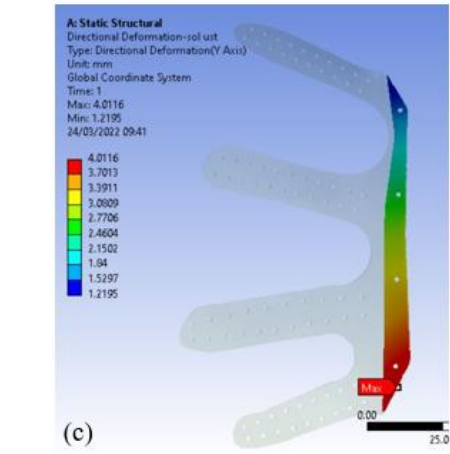 A: Static Structural
Directional Deformation-sol ust
Type: Directional Deformation(Y Axis)
Unit: mm
Global Coordinate System
Time: 1
Max: 4.0116
Min: 1.2195
24/03/2022 09:41
4.0116
3.7013
3.3911
3.0809
2.7706
2.4604
2.1502
1.84
1.5297
1.2195
Max
0.00
25.0
(c)